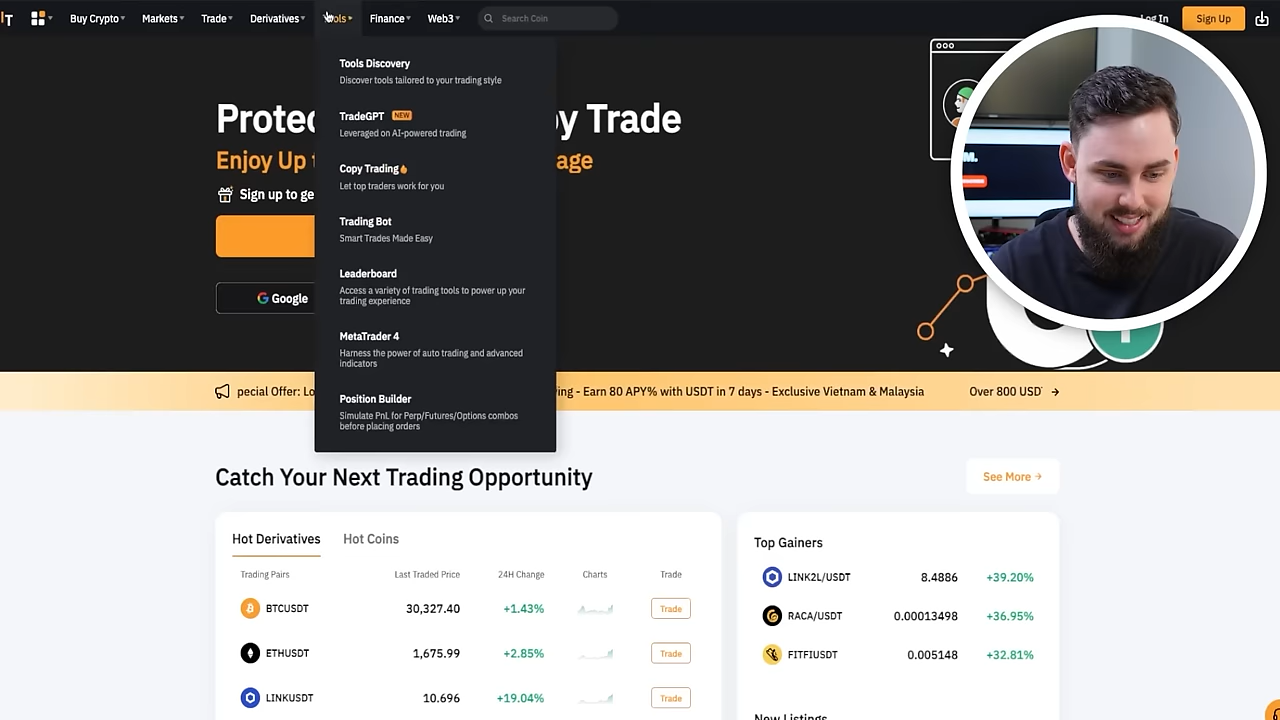 T
Buy Crypto
Markets
Trade
Derivatives
Finance
Web3
Search Coin
Log In
Sign Up
Tools Discovery
Discover tools tailored to your trading style
TradeGPT NEW
Leveraged on AI-powered trading
Copy Trading
Let top traders work for you
Trading Bot
Smart Trades Made Easy
Leaderboard
Access a variety of trading tools to power up your
trading experience
MetaTrader 4
Harness the power of auto trading and advanced
indicators
Position Builder
Simulate PnL for Perp/Futures/Options combos
before placing orders
Protec y Trade
Enjoy Up age
Sign up to ge
Google
pecial Offer: Lo ing - Earn 80 APY% with USDT in 7 days - Exclusive Vietnam & Malaysia
Over 800 USD
Catch Your Next Trading Opportunity
See More
Hot Derivatives
Hot Coins
Trading Pairs
Last Traded Price
24H Change
Charts
Trade
BTCUSDT
30,327.40
+1.43%
Trade
ETHUSDT
1,675.99
+2.85%
Trade
LINKUSDT
10.696
+19.04%
Trade
Top Gainers
LINK2L/USDT
8.4886
+39.20%
RACA/USDT
0.00013498
+36.95%
FITFIUSDT
0.005148
+32.81%
New Listings